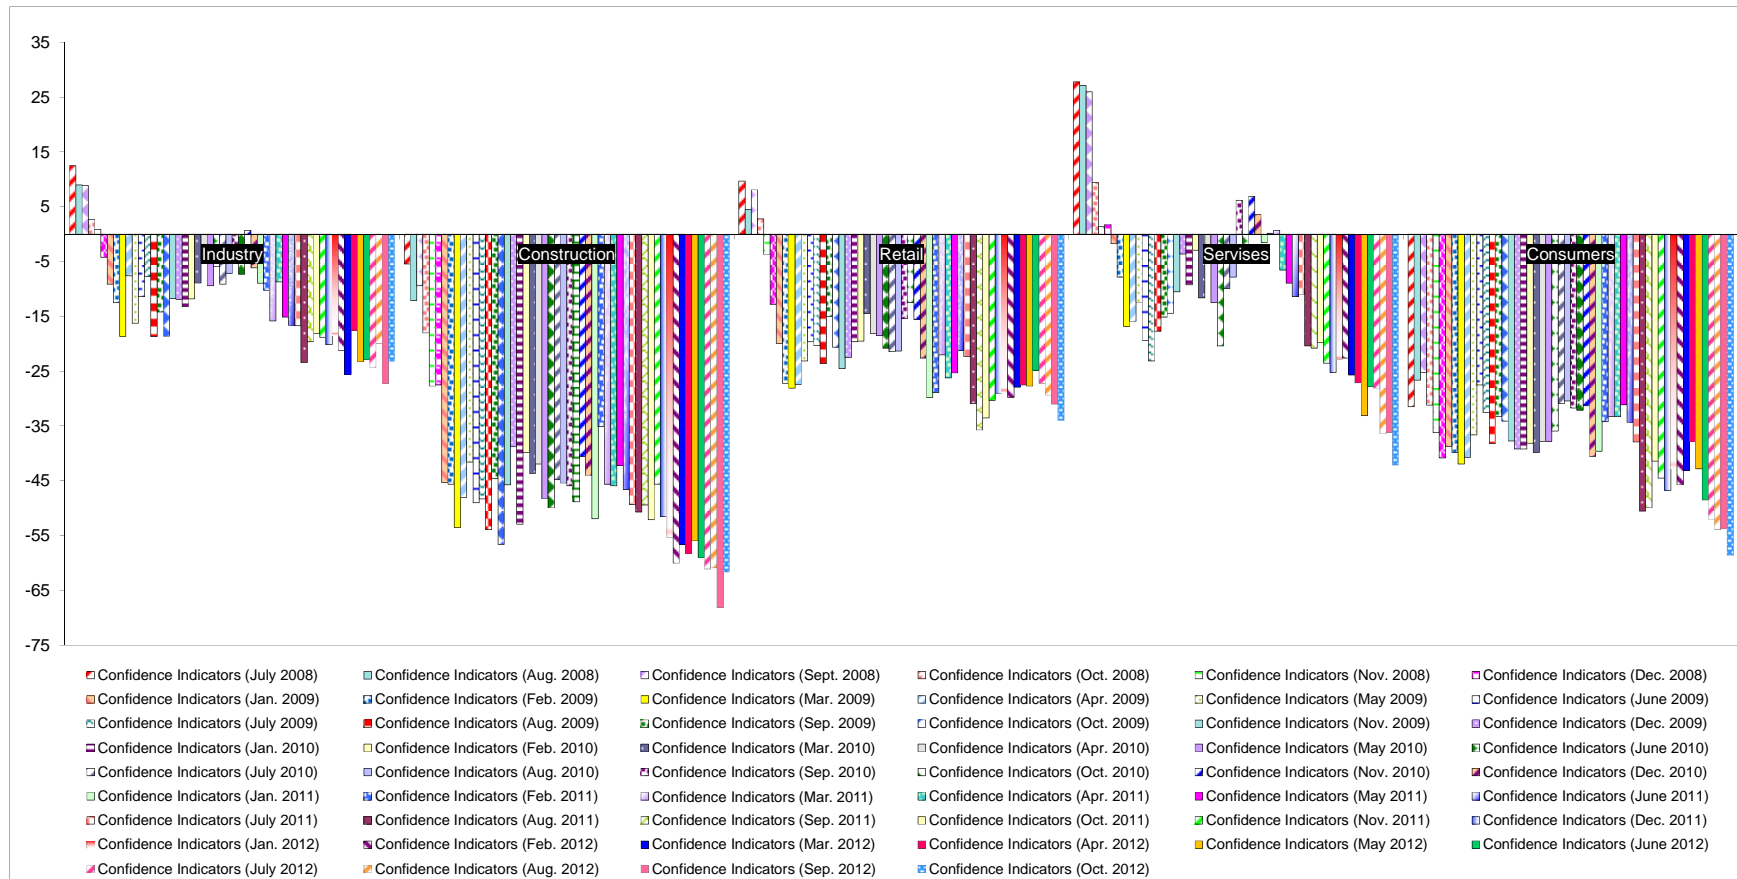 35
25
15
5
-5
-15
-25
-35
-45
-55
-65
-75
Industry Construction Retail Servises Consumers
Confidence Indicators (July 2008) Confidence Indicators (Aug. 2008) Confidence Indicators (Sept. 2008) Confidence Indicators (Oct. 2008) Confidence Indicators (Nov. 2008) Confidence Indicators (Dec. 2008)
Confidence Indicators (Jan. 2009) Confidence Indicators (Feb. 2009) Confidence Indicators (Mar. 2009) Confidence Indicators (Apr. 2009) Confidence Indicators (May 2009) Confidence Indicators (June 2009)
Confidence Indicators (July 2009) Confidence Indicators (Aug. 2009) Confidence Indicators (Sep. 2009) Confidence Indicators (Oct. 2009) Confidence Indicators (Nov. 2009) Confidence Indicators (Dec. 2009)
Confidence Indicators (Jan. 2010) Confidence Indicators (Feb. 2010) Confidence Indicators (Mar. 2010) Confidence Indicators (Apr. 2010) Confidence Indicators (May 2010) Confidence Indicators (June 2010)
Confidence Indicators (July 2010) Confidence Indicators (Aug. 2010) Confidence Indicators (Sep. 2010) Confidence Indicators (Oct. 2010) Confidence Indicators (Nov. 2010) Confidence Indicators (Dec. 2010)
Confidence Indicators (Jan. 2011) Confidence Indicators (Feb. 2011) Confidence Indicators (Mar. 2011) Confidence Indicators (Apr. 2011) Confidence Indicators (May 2011) Confidence Indicators (June 2011)
Confidence Indicators (July 2011) Confidence Indicators (Aug. 2011) Confidence Indicators (Sep. 2011) Confidence Indicators (Oct. 2011) Confidence Indicators (Nov. 2011) Confidence Indicators (Dec. 2011)
Confidence Indicators (Jan. 2012) Confidence Indicators (Feb. 2012) Confidence Indicators (Mar. 2012) Confidence Indicators (Apr. 2012) Confidence Indicators (May 2012) Confidence Indicators (June 2012)
Confidence Indicators (July 2012) Confidence Indicators (Aug. 2012) Confidence Indicators (Sep. 2012) Confidence Indicators (Oct. 2012)